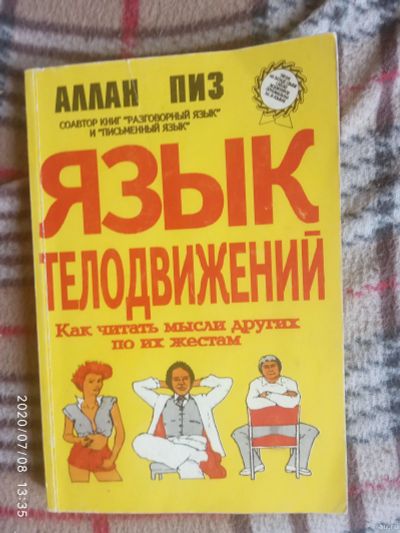 АЛЛАН ПИЗ
СОАВТОР КНИГ "РАЗГОВОРНЫЙ ЯЗЫК"
И "ПИСЬМЕННЫЙ ЯЗЫК"
ЯЗЫК
ТЕЛОДВИЖЕНИЙ
Как читать мысли других
по их жестам
2020/07/08 13:35